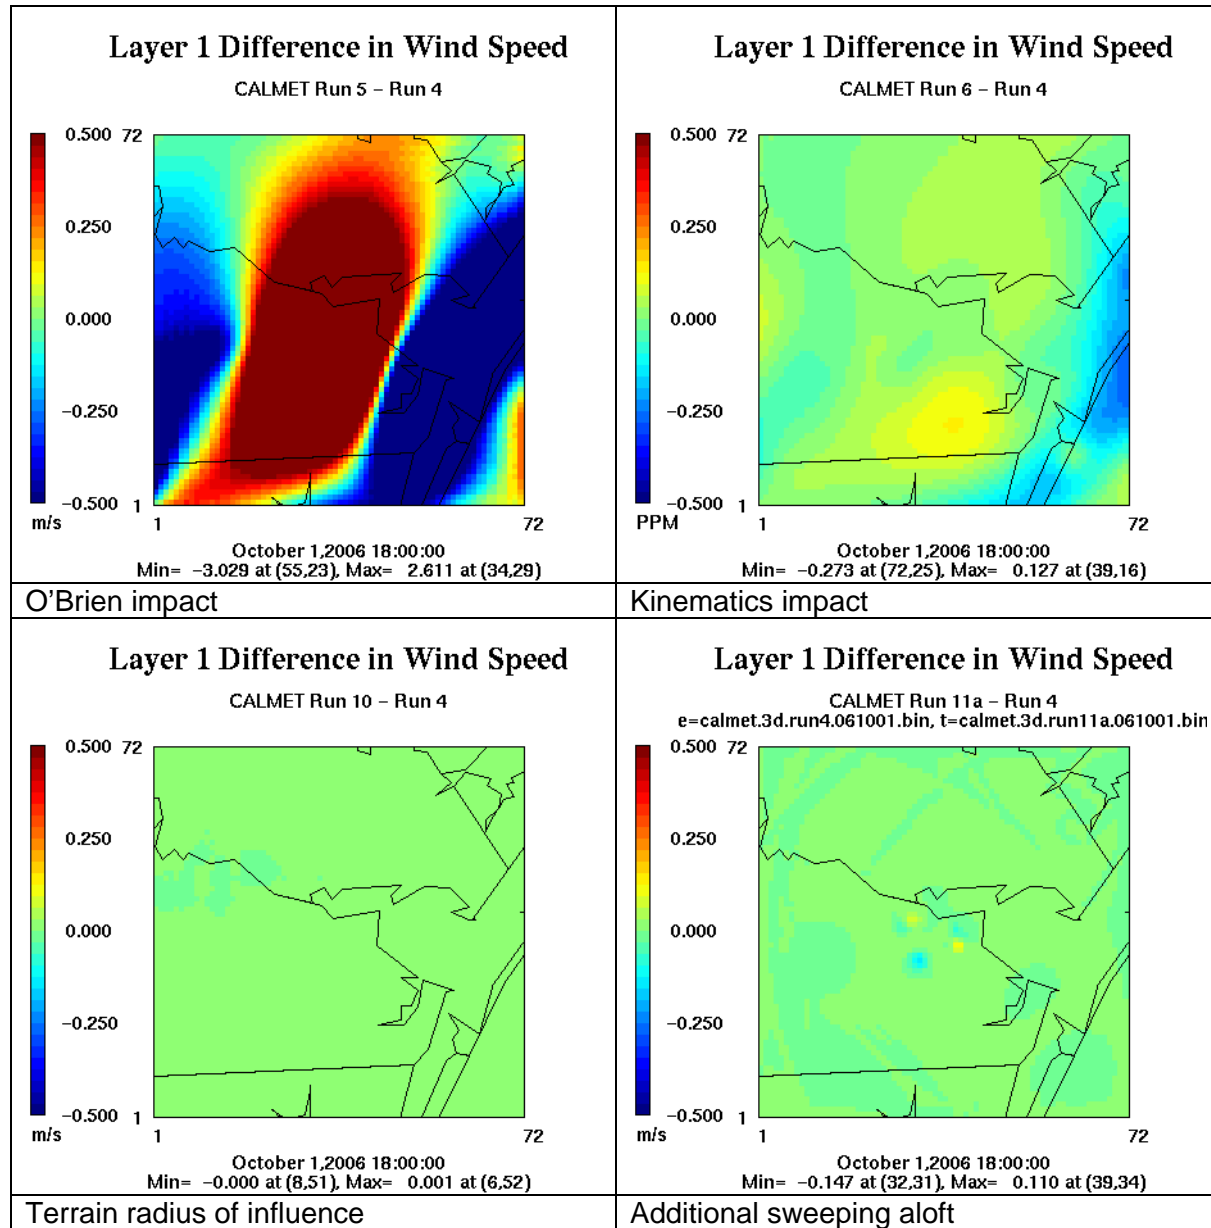 Layer 1 Difference in Wind Speed
CALMET Run 5 – Run 4
0.500
0.250
0.000
−0.250
−0.500
m/s
72
1
1
72
October 1,2006 18:00:00
Min= −3.029 at (55,23), Max= 2.611 at (34,29)
O'Brien impact
Layer 1 Difference in Wind Speed
CALMET Run 6 – Run 4
0.500
0.250
0.000
−0.250
−0.500
PPM
72
1
1
72
October 1,2006 18:00:00
Min= −0.273 at (72,25), Max= 0.127 at (39,16)
Kinematics impact
Layer 1 Difference in Wind Speed
CALMET Run 10 – Run 4
0.500
0.250
0.000
−0.250
−0.500
m/s
72
1
1
72
October 1,2006 18:00:00
Min= −0.000 at (8,51), Max= 0.001 at (6,52)
Terrain radius of influence
Layer 1 Difference in Wind Speed
CALMET Run 11a – Run 4
e=calmet.3d.run4.061001.bin, t=calmet.3d.run11a.061001.bin
0.500
0.250
0.000
−0.250
−0.500
m/s
72
1
1
72
October 1,2006 18:00:00
Min= −0.147 at (32,31), Max= 0.110 at (39,34)
Additional sweeping aloft